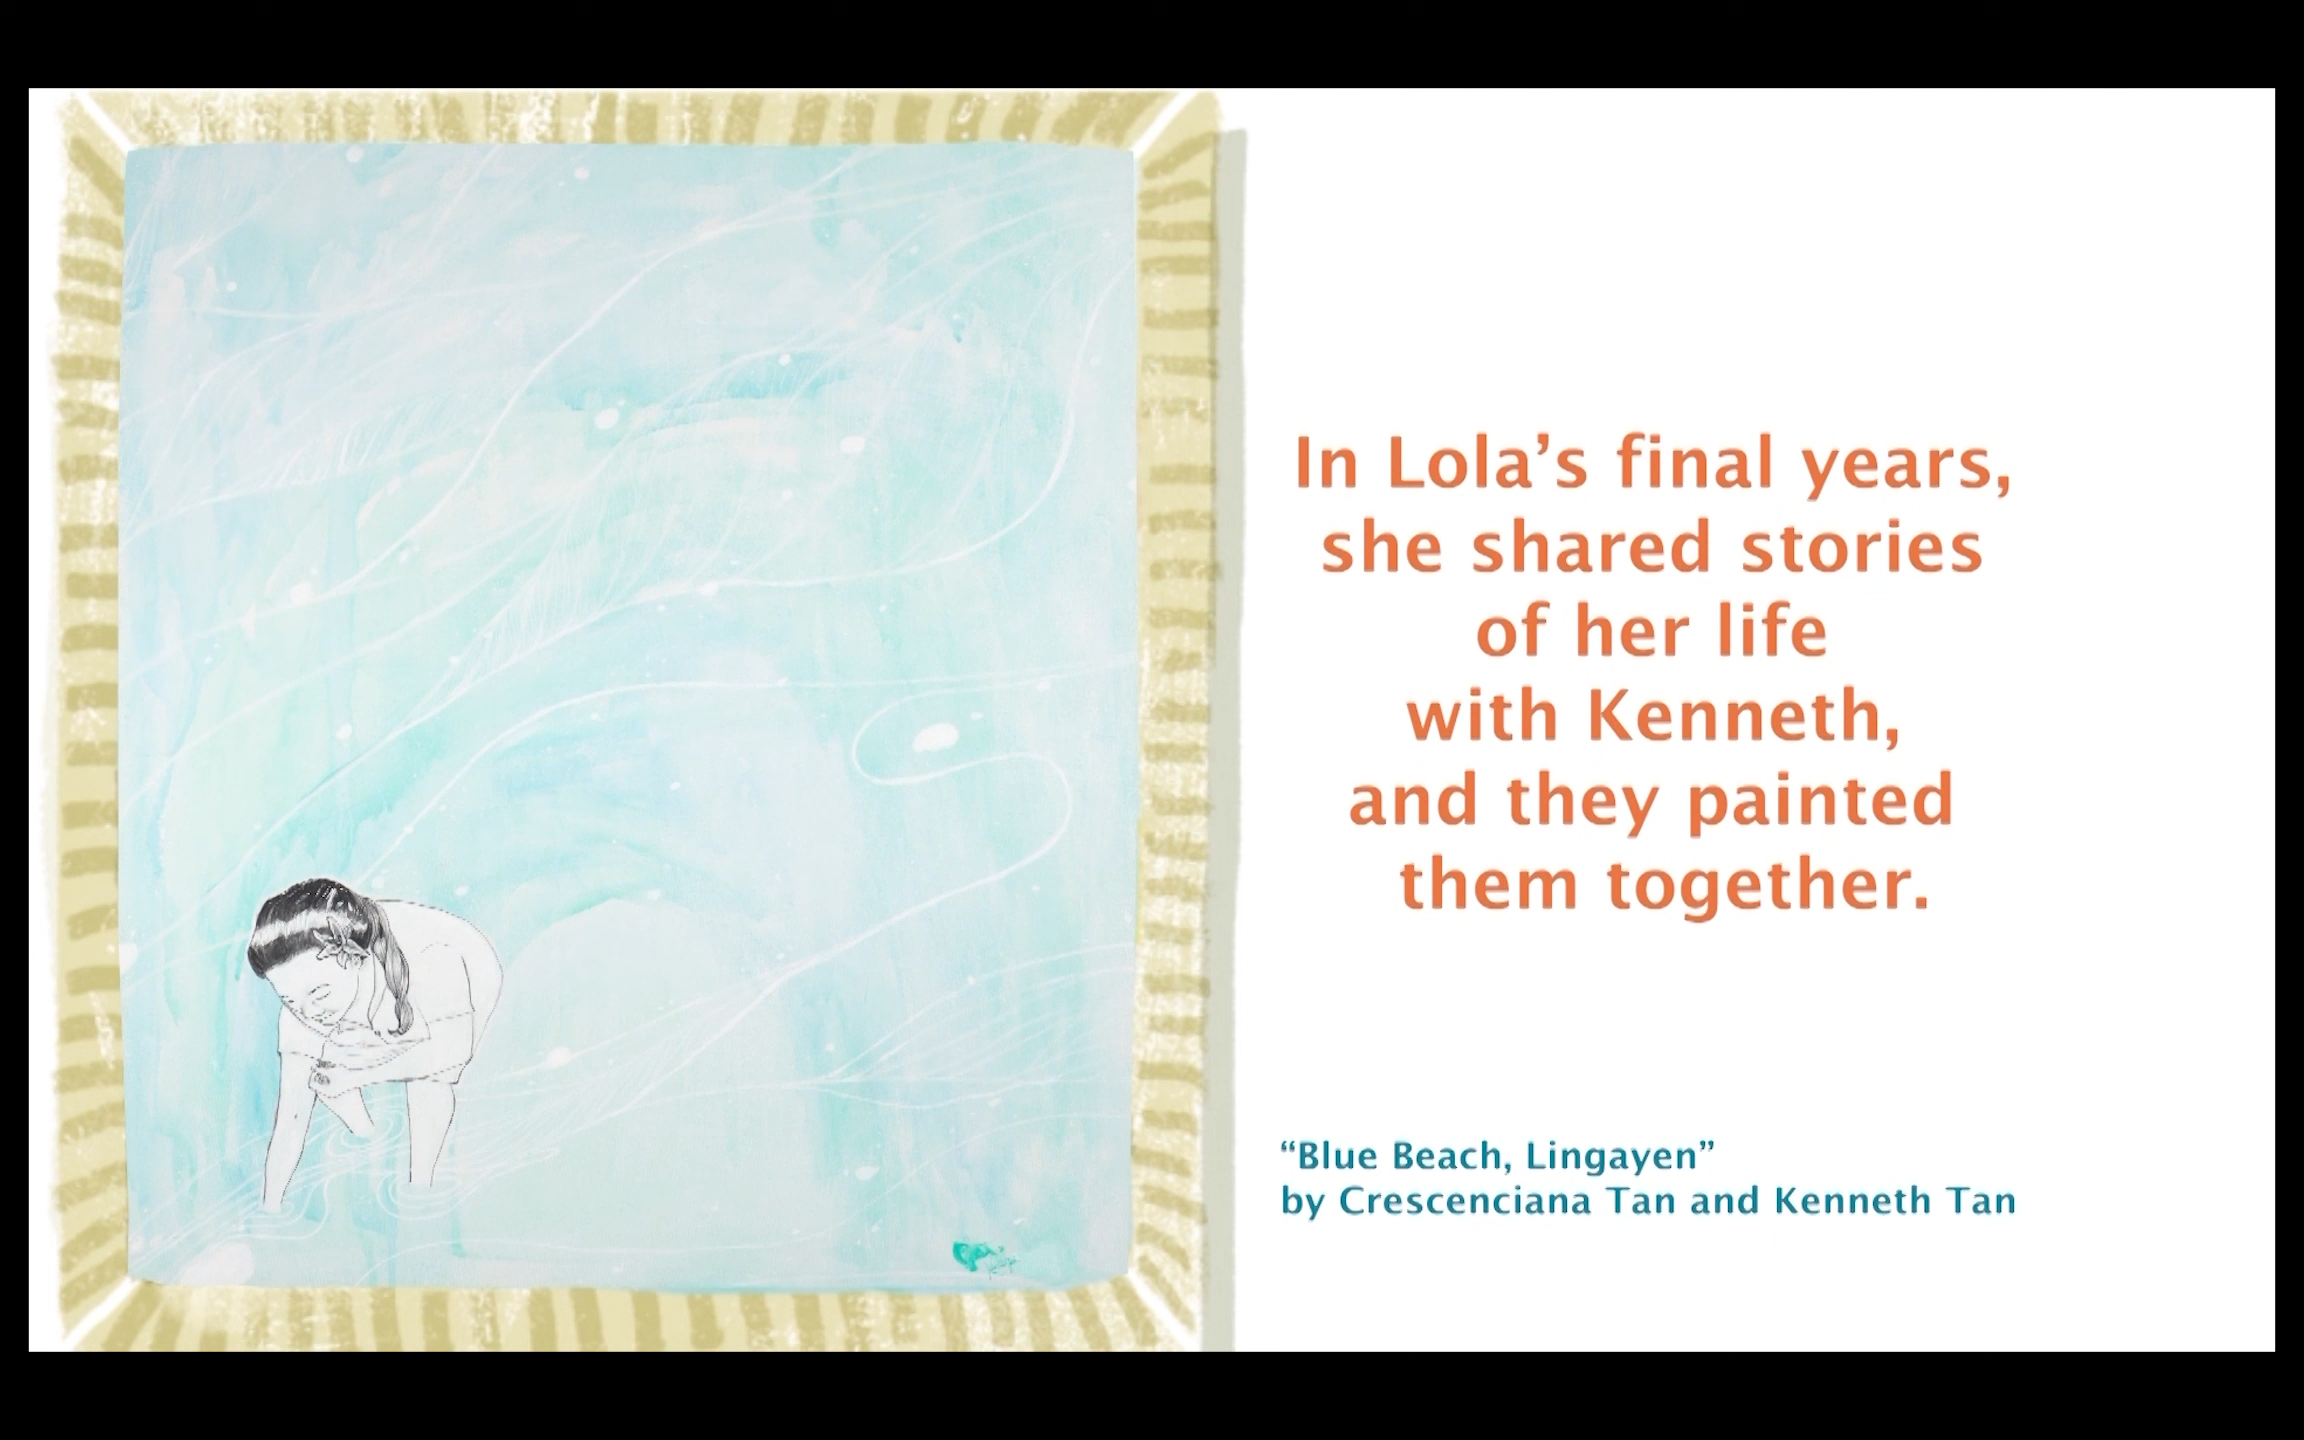 In Lola’s final years,
she shared stories
of her life
with Kenneth,
and they painted
them together.
“Blue Beach, Lingayen”
by Crescenciana Tan and Kenneth Tan